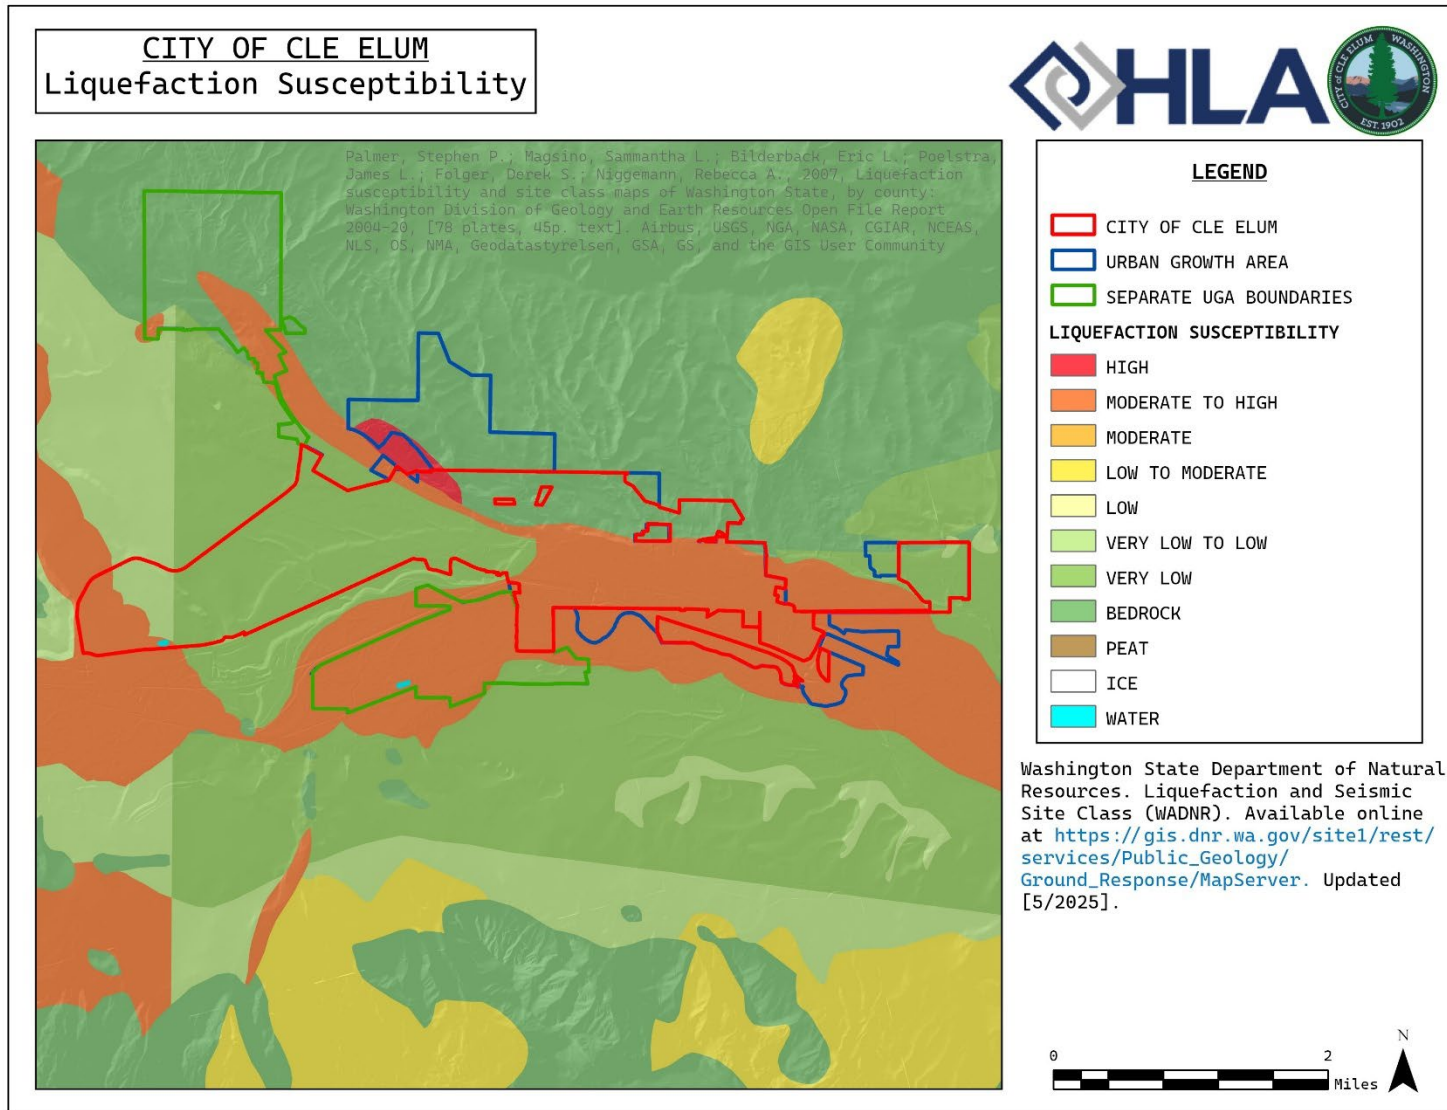 CITY OF CLE ELUM
Liquefaction Susceptibility
HLA
CITY of CLE ELUM WASHINGTON
EST. 1902
Palmer, Stephen P.; Magsino, Sammantha L.; Bilderback, Eric L.; Poelstra,
James L.; Folger, Derek S.; Niggemann, Rebecca A., 2007, Liquefaction
susceptibility and site class maps of Washington State, by county:
Washington Division of Geology and Earth Resources Open File Report
2004-20, [78 plates, 45p. text]. Airbus, USGS, NGA, NASA, CGIAR, NCEAS,
NLS, OS, NMA, Geodatastyrelsen, GSA, GS, and the GIS User Community
LEGEND
CITY OF CLE ELUM
URBAN GROWTH AREA
SEPARATE UGA BOUNDARIES
LIQUEFACTION SUSCEPTIBILITY
HIGH
MODERATE TO HIGH
MODERATE
LOW TO MODERATE
LOW
VERY LOW TO LOW
VERY LOW
BEDROCK
PEAT
ICE
WATER
Washington State Department of Natural
Resources. Liquefaction and Seismic
Site Class (WADNR). Available online
at https://gis.dnr.wa.gov/site1/rest/
services/Public_Geology/
Ground_Response/MapServer. Updated
[5/2025].
0 2
Miles
N